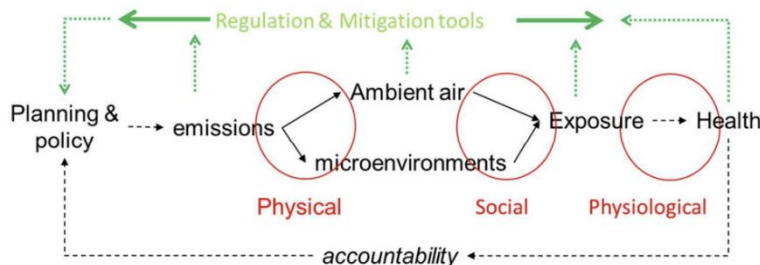 Regulation & Mitigation tools
Ambient air
Planning &
policy
emissions
Exposure
Health
microenvironments
Physical
Social
Physiological
accountability